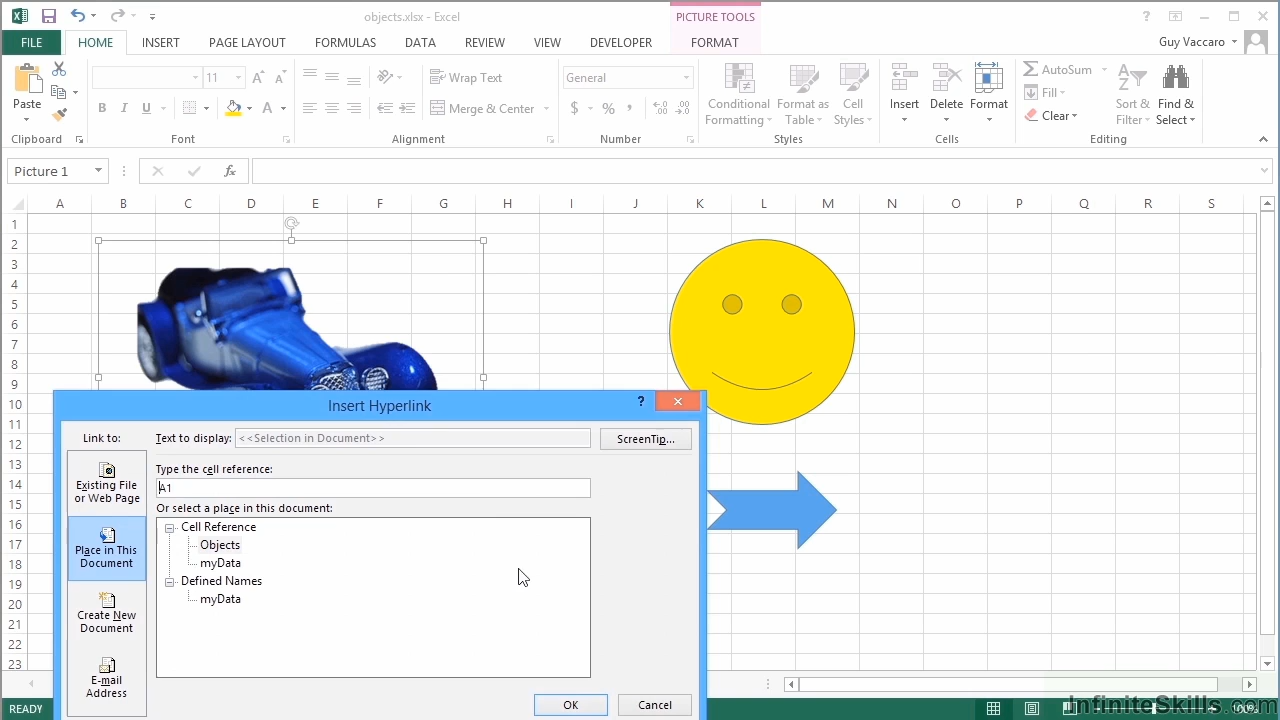 objects.xlsx - Excel
PICTURE TOOLS
?
FILE HOME INSERT PAGE LAYOUT FORMULAS DATA REVIEW VIEW DEVELOPER FORMAT
Guy Vaccaro
Paste
11
Wrap Text
Merge & Center
General
$ % ,
B I U A
Conditional Formatting
Format as Table
Cell Styles
Insert Delete Format
AutoSum
Fill
Clear
Sort & Filter
Find & Select
Clipboard Font Alignment Number Styles Cells Editing
Picture 1
fx
A B C D E F G H I J K L M N O P Q R S
1
2
3
4
5
6
7
8
9
10
11
12
13
14
15
16
17
18
19
20
21
22
23
Insert Hyperlink
?
Link to:
Text to display: <<Selection in Document>>
ScreenTip...
Existing File
or Web Page
Place in This
Document
Create New
Document
E-mail
Address
Type the cell reference:
A1
Or select a place in this document:
Cell Reference
Objects
myData
Defined Names
myData
OK
Cancel
READY
100%
InfiniteSkills.com